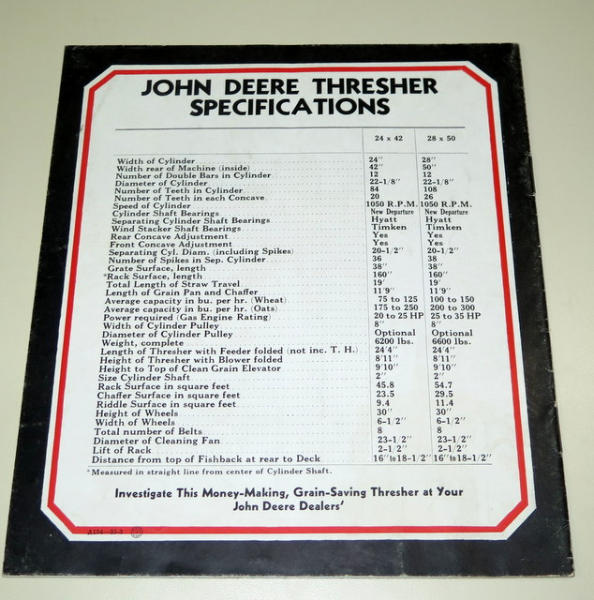 JOHN DEERE THRESHER
SPECIFICATIONS
24 x 42 28 x 50
Width of Cylinder 24" 28"
Width rear of Machine (inside) 42" 50"
Number of Double Bars in Cylinder 12 12
Diameter of Cylinder 22-1/8" 22-1/8"
Number of Teeth in Cylinder 84 108
Number of Teeth in each Concave 20 26
Speed of Cylinder 1050 R.P.M. 1050 R.P.M.
Cylinder Shaft Bearings New Departure New Departure
Separating Cylinder Shaft Bearings Hyatt Hyatt
Wind Stacker Shaft Bearings Timken Timken
Rear Concave Adjustment Yes Yes
Front Concave Adjustment Yes Yes
Separating Cyl. Diam. (including Spikes) 20-1/2" 20-1/2"
Number of Spikes in Sep. Cylinder 36 38
Grate Surface, length 38" 38"
*Rack Surface, length 160" 160"
Total Length of Straw Travel 19' 19'
Length of Grain Pan and Chaffer 11'9" 11'9"
Average capacity in bu. per hr. (Wheat) 75 to 125 100 to 150
Average capacity in bu. per hr. (Oats) 175 to 250 200 to 300
Power required (Gas Engine Rating) 20 to 25 HP 25 to 35 HP
Width of Cylinder Pulley 8" 8"
Diameter of Cylinder Pulley Optional Optional
Weight, complete 6200 lbs. 6600 lbs.
Length of Thresher with Feeder folded (not inc. T. H.) 24'4" 24'4"
Height of Thresher with Blower folded 8'11" 8'11"
Height to Top of Clean Grain Elevator 9'10" 9'10"
Size Cylinder Shaft 2" 2"
Rack Surface in square feet 45.8 54.7
Chaffer Surface in square feet 23.5 29.5
Riddle Surface in square feet 9.4 11.4
Height of Wheels 30" 30"
Width of Wheels 6-1/2" 6-1/2"
Total number of Belts 8 8
Diameter of Cleaning Fan 23-1/2" 23-1/2"
Lift of Rack 2-1/2" 2-1/2"
Distance from top of Fishback at rear to Deck 16" to 18-1/2" 16" to 18-1/2"
*Measured in straight line from center of Cylinder Shaft.
Investigate This Money-Making, Grain-Saving Thresher at Your
John Deere Dealers'